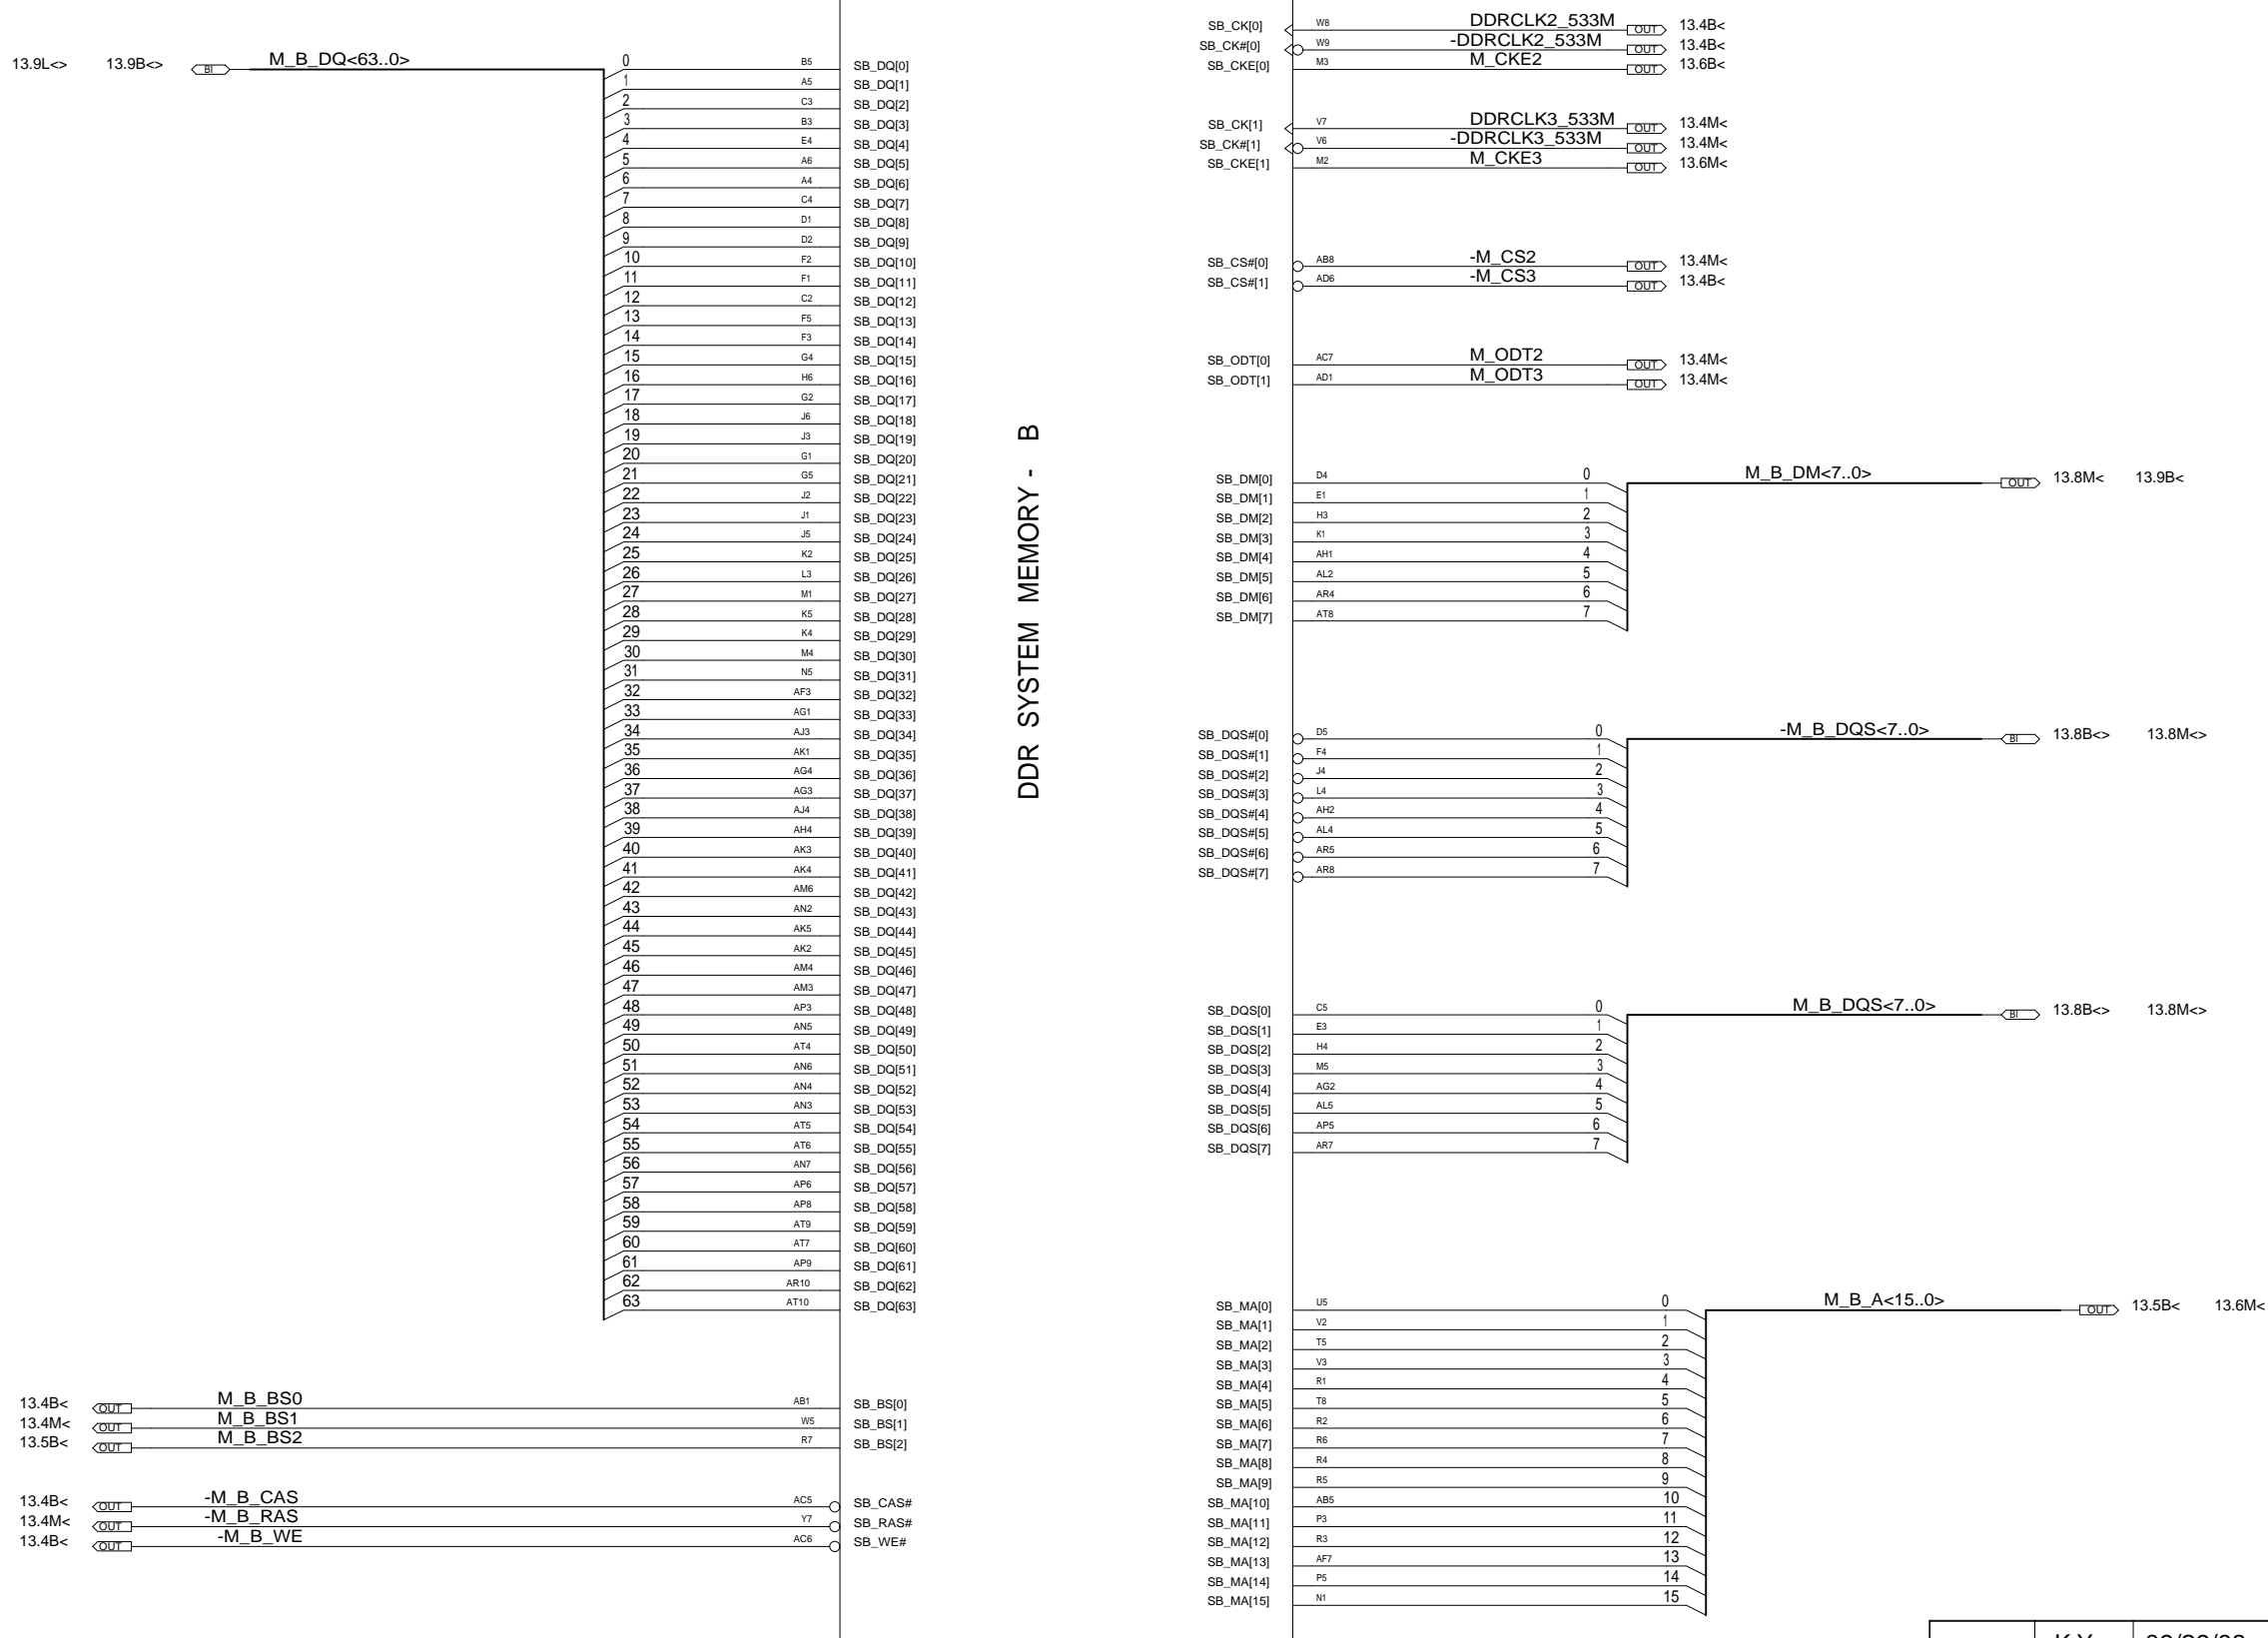 13.9L<> 13.9B<> BI M_B_DQ<63..0>
0 B5 SB_DQ[0]
1 A5 SB_DQ[1]
2 C3 SB_DQ[2]
3 B3 SB_DQ[3]
4 E4 SB_DQ[4]
5 A6 SB_DQ[5]
6 A4 SB_DQ[6]
7 C4 SB_DQ[7]
8 D1 SB_DQ[8]
9 D2 SB_DQ[9]
10 F2 SB_DQ[10]
11 F1 SB_DQ[11]
12 C2 SB_DQ[12]
13 F5 SB_DQ[13]
14 F3 SB_DQ[14]
15 G4 SB_DQ[15]
16 H6 SB_DQ[16]
17 G2 SB_DQ[17]
18 J6 SB_DQ[18]
19 J3 SB_DQ[19]
20 G1 SB_DQ[20]
21 G5 SB_DQ[21]
22 J2 SB_DQ[22]
23 J1 SB_DQ[23]
24 J5 SB_DQ[24]
25 K2 SB_DQ[25]
26 L3 SB_DQ[26]
27 M1 SB_DQ[27]
28 K5 SB_DQ[28]
29 K4 SB_DQ[29]
30 M4 SB_DQ[30]
31 N5 SB_DQ[31]
32 AF3 SB_DQ[32]
33 AG1 SB_DQ[33]
34 AJ3 SB_DQ[34]
35 AK1 SB_DQ[35]
36 AG4 SB_DQ[36]
37 AG3 SB_DQ[37]
38 AJ4 SB_DQ[38]
39 AH4 SB_DQ[39]
40 AK3 SB_DQ[40]
41 AK4 SB_DQ[41]
42 AM6 SB_DQ[42]
43 AN2 SB_DQ[43]
44 AK5 SB_DQ[44]
45 AK2 SB_DQ[45]
46 AM4 SB_DQ[46]
47 AM3 SB_DQ[47]
48 AP3 SB_DQ[48]
49 AN5 SB_DQ[49]
50 AT4 SB_DQ[50]
51 AN6 SB_DQ[51]
52 AN4 SB_DQ[52]
53 AN3 SB_DQ[53]
54 AT5 SB_DQ[54]
55 AT6 SB_DQ[55]
56 AN7 SB_DQ[56]
57 AP6 SB_DQ[57]
58 AP8 SB_DQ[58]
59 AT9 SB_DQ[59]
60 AT7 SB_DQ[60]
61 AP9 SB_DQ[61]
62 AR10 SB_DQ[62]
63 AT10 SB_DQ[63]
13.4B< OUT M_B_BS0 AB1 SB_BS[0]
13.4M< OUT M_B_BS1 W5 SB_BS[1]
13.5B< OUT M_B_BS2 R7 SB_BS[2]
13.4B< OUT -M_B_CAS AC5 SB_CAS#
13.4M< OUT -M_B_RAS Y7 SB_RAS#
13.4B< OUT -M_B_WE AC6 SB_WE#
DDR SYSTEM MEMORY - B
SB_CK[0] W8 DDRCLK2_533M OUT 13.4B<
SB_CK#[0] W9 -DDRCLK2_533M OUT 13.4B<
SB_CKE[0] M3 M_CKE2 OUT 13.6B<
SB_CK[1] V7 DDRCLK3_533M OUT 13.4M<
SB_CK#[1] V6 -DDRCLK3_533M OUT 13.4M<
SB_CKE[1] M2 M_CKE3 OUT 13.6M<
SB_CS#[0] AB8 -M_CS2 OUT 13.4M<
SB_CS#[1] AD6 -M_CS3 OUT 13.4B<
SB_ODT[0] AC7 M_ODT2 OUT 13.4M<
SB_ODT[1] AD1 M_ODT3 OUT 13.4M<
SB_DM[0] D4 0 M_B_DM<7..0> OUT 13.8M< 13.9B<
SB_DM[1] E1 1
SB_DM[2] H3 2
SB_DM[3] K1 3
SB_DM[4] AH1 4
SB_DM[5] AL2 5
SB_DM[6] AR4 6
SB_DM[7] AT8 7
SB_DQS#[0] D5 0 -M_B_DQS<7..0> BI 13.8B<> 13.8M<>
SB_DQS#[1] F4 1
SB_DQS#[2] J4 2
SB_DQS#[3] L4 3
SB_DQS#[4] AH2 4
SB_DQS#[5] AL4 5
SB_DQS#[6] AR5 6
SB_DQS#[7] AR8 7
SB_DQS[0] C5 0 M_B_DQS<7..0> BI 13.8B<> 13.8M<>
SB_DQS[1] E3 1
SB_DQS[2] H4 2
SB_DQS[3] M5 3
SB_DQS[4] AG2 4
SB_DQS[5] AL5 5
SB_DQS[6] AP5 6
SB_DQS[7] AR7 7
SB_MA[0] U5 0 M_B_A<15..0> OUT 13.5B< 13.6M<
SB_MA[1] V2 1
SB_MA[2] T5 2
SB_MA[3] V3 3
SB_MA[4] R1 4
SB_MA[5] T8 5
SB_MA[6] R2 6
SB_MA[7] R6 7
SB_MA[8] R4 8
SB_MA[9] R5 9
SB_MA[10] AB5 10
SB_MA[11] P3 11
SB_MA[12] R3 12
SB_MA[13] AF7 13
SB_MA[14] P5 14
SB_MA[15] N1 15